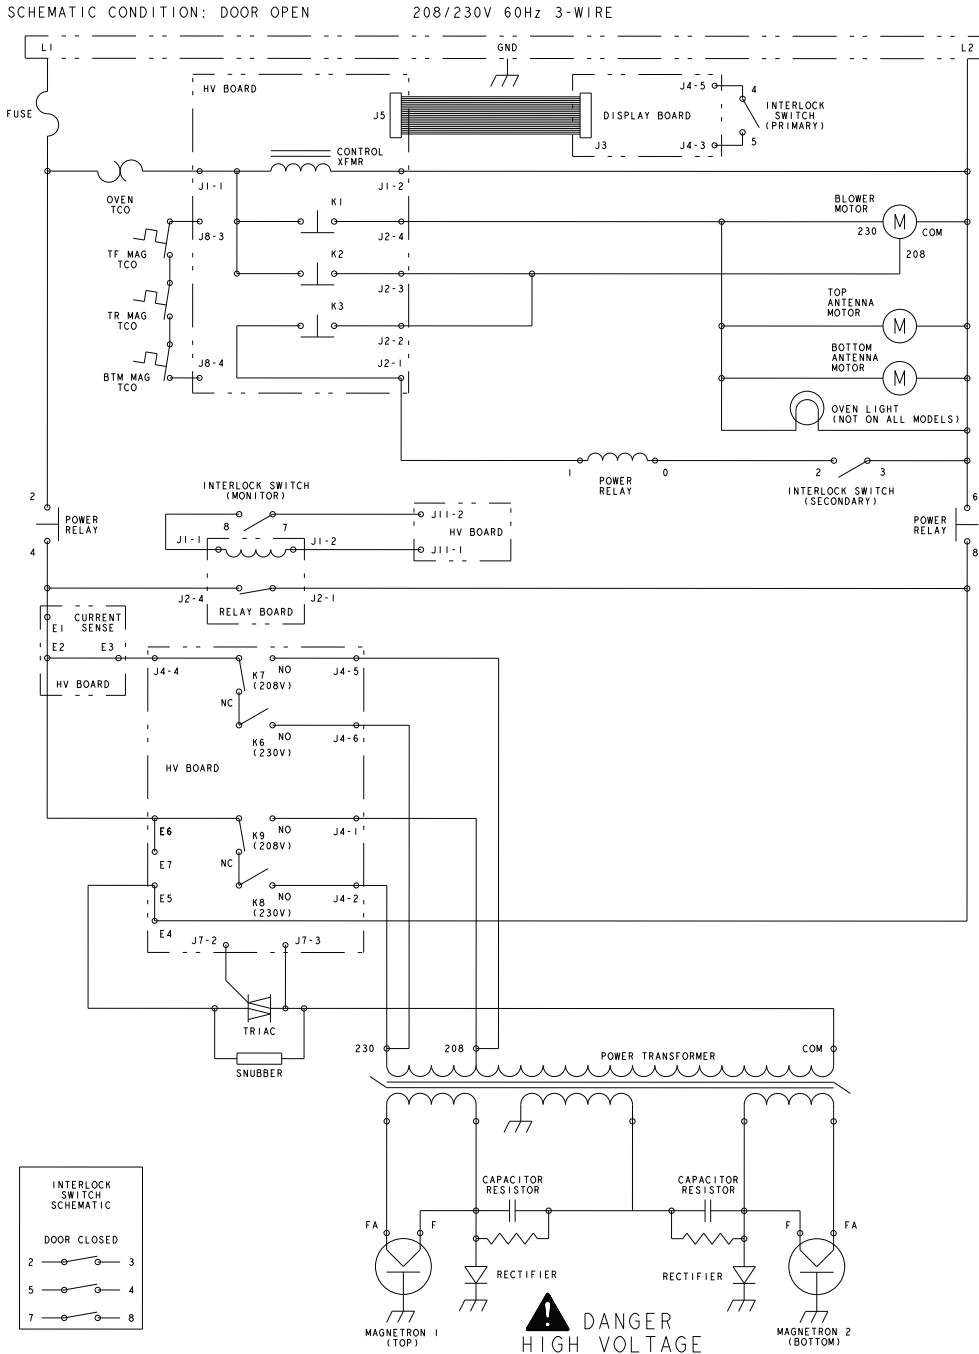 SCHEMATIC CONDITION: DOOR OPEN 208/230V 60Hz 3-WIRE
L1 GND L2
HV BOARD
FUSE
J5
DISPLAY BOARD
J3
J4-5
J4-3
4
5
INTERLOCK
SWITCH
(PRIMARY)
CONTROL
XFMR
OVEN
TCO
J1-1
J1-2
K1
J8-3
J2-4
BLOWER
MOTOR
230
M
COM
208
TF MAG
TCO
K2
J2-3
TR MAG
TCO
K3
J2-2
TOP
ANTENNA
MOTOR
M
BTM MAG
TCO
J8-4
J2-1
BOTTOM
ANTENNA
MOTOR
M
OVEN LIGHT
(NOT ON ALL MODELS)
1
POWER
RELAY
0
2
3
INTERLOCK SWITCH
(SECONDARY)
2
POWER
RELAY
4
INTERLOCK SWITCH
(MONITOR)
8
7
J11-2
HV BOARD
J11-1
6
POWER
RELAY
8
J1-1
J1-2
J2-4
J2-1
RELAY BOARD
E1
CURRENT
SENSE
E2
E3
HV BOARD
J4-4
K7
(208V)
NO
J4-5
NC
K6
(230V)
NO
J4-6
HV BOARD
E6
K9
(208V)
NO
J4-1
E7
NC
E5
K8
(230V)
NO
J4-2
E4
J7-2
J7-3
TRIAC
SNUBBER
230
208
POWER TRANSFORMER
COM
CAPACITOR
RESISTOR
CAPACITOR
RESISTOR
FA
F
F
FA
RECTIFIER
RECTIFIER
MAGNETRON 1
(TOP)
MAGNETRON 2
(BOTTOM)
! DANGER
HIGH VOLTAGE
INTERLOCK
SWITCH
SCHEMATIC
DOOR CLOSED
2 3
5 4
7 8